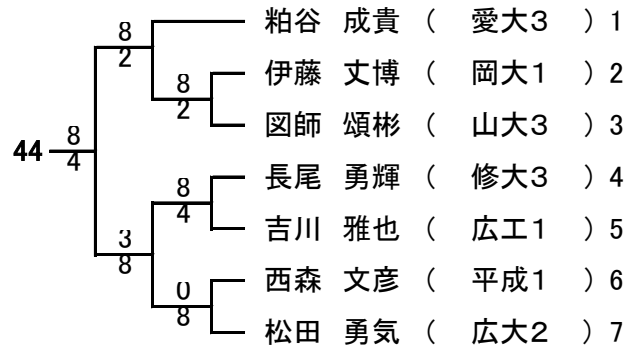 粕谷 成貴 ( 愛大3 ) 1
8
2
伊藤 丈博 ( 岡大1 ) 2
8
2
図師 頌彬 ( 山大3 ) 3
44
8
4
長尾 勇輝 ( 修大3 ) 4
8
4
吉川 雅也 ( 広工1 ) 5
3
8
西森 文彦 ( 平成1 ) 6
0
8
松田 勇気 ( 広大2 ) 7